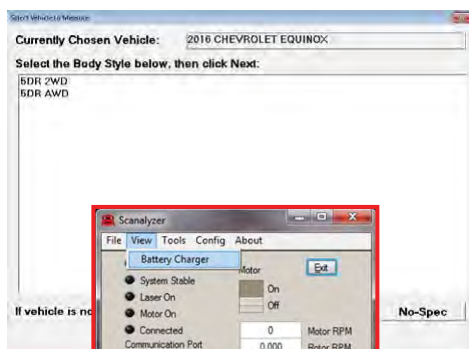 Select Vehicle to Measure
Currently Chosen Vehicle: 2016 CHEVROLET EQUINOX
Select the Body Style below, then click Next:
5DR 2WD
5DR AWD
Scanalyzer
File View Tools Config About
Battery Charger
Motor
Exit
System Stable
On
Laser On
Off
Motor On
If vehicle is no
No-Spec
Connected
0 Motor RPM
Communication Port
0.000 Rotor RPM